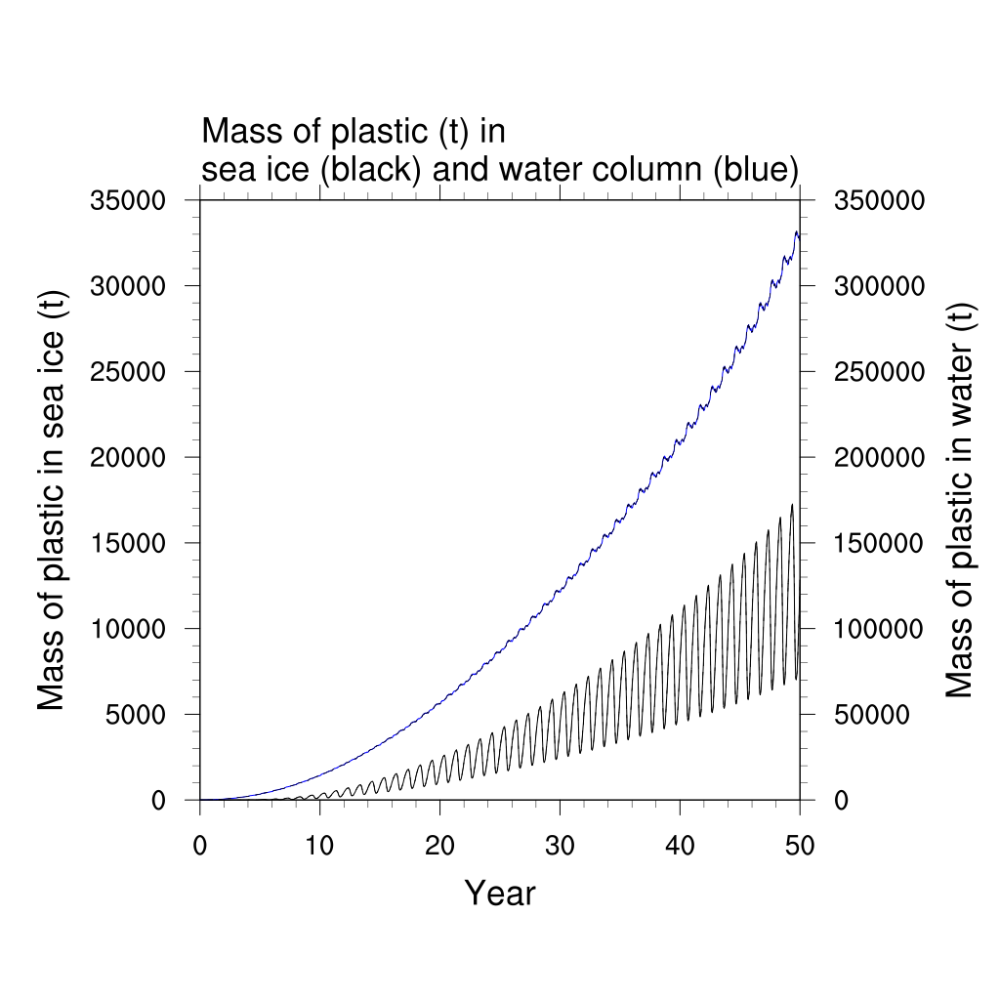 Mass of plastic (t) in
sea ice (black) and water column (blue)
Mass of plastic in sea ice (t)
35000
30000
25000
20000
15000
10000
5000
0
350000
300000
250000
200000
150000
100000
50000
0
Mass of plastic in water (t)
0 10 20 30 40 50
Year